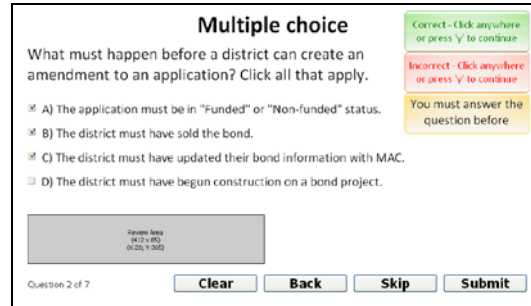 Multiple choice
What must happen before a district can create an
amendment to an application? Click all that apply.
A) The application must be in "Funded" or "Non-funded" status.
B) The district must have sold the bond.
C) The district must have updated their bond information with MAC.
D) The district must have begun construction on a bond project.
Correct - Click anywhere
or press 'y' to continue
Incorrect - Click anywhere
or press 'y' to continue
You must answer the
question before
Review Area
Question 2 of 7
Clear
Back
Skip
Submit